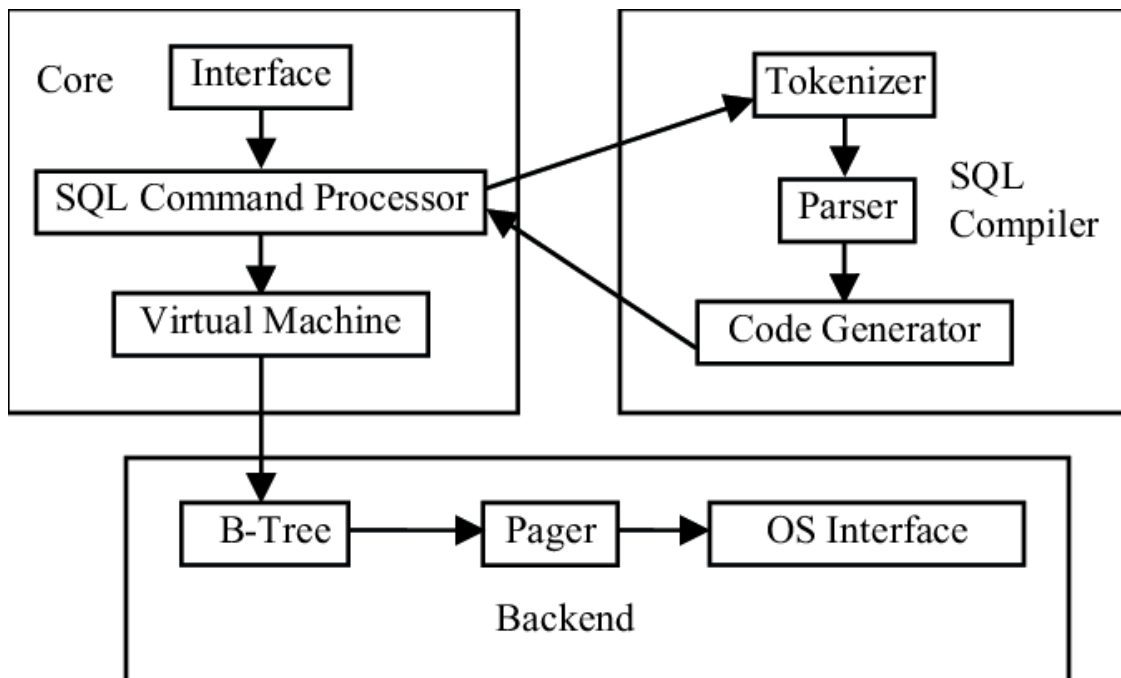 Core
Interface
SQL Command Processor
Virtual Machine
Tokenizer
Parser
SQL
Compiler
Code Generator
B-Tree
Pager
OS Interface
Backend